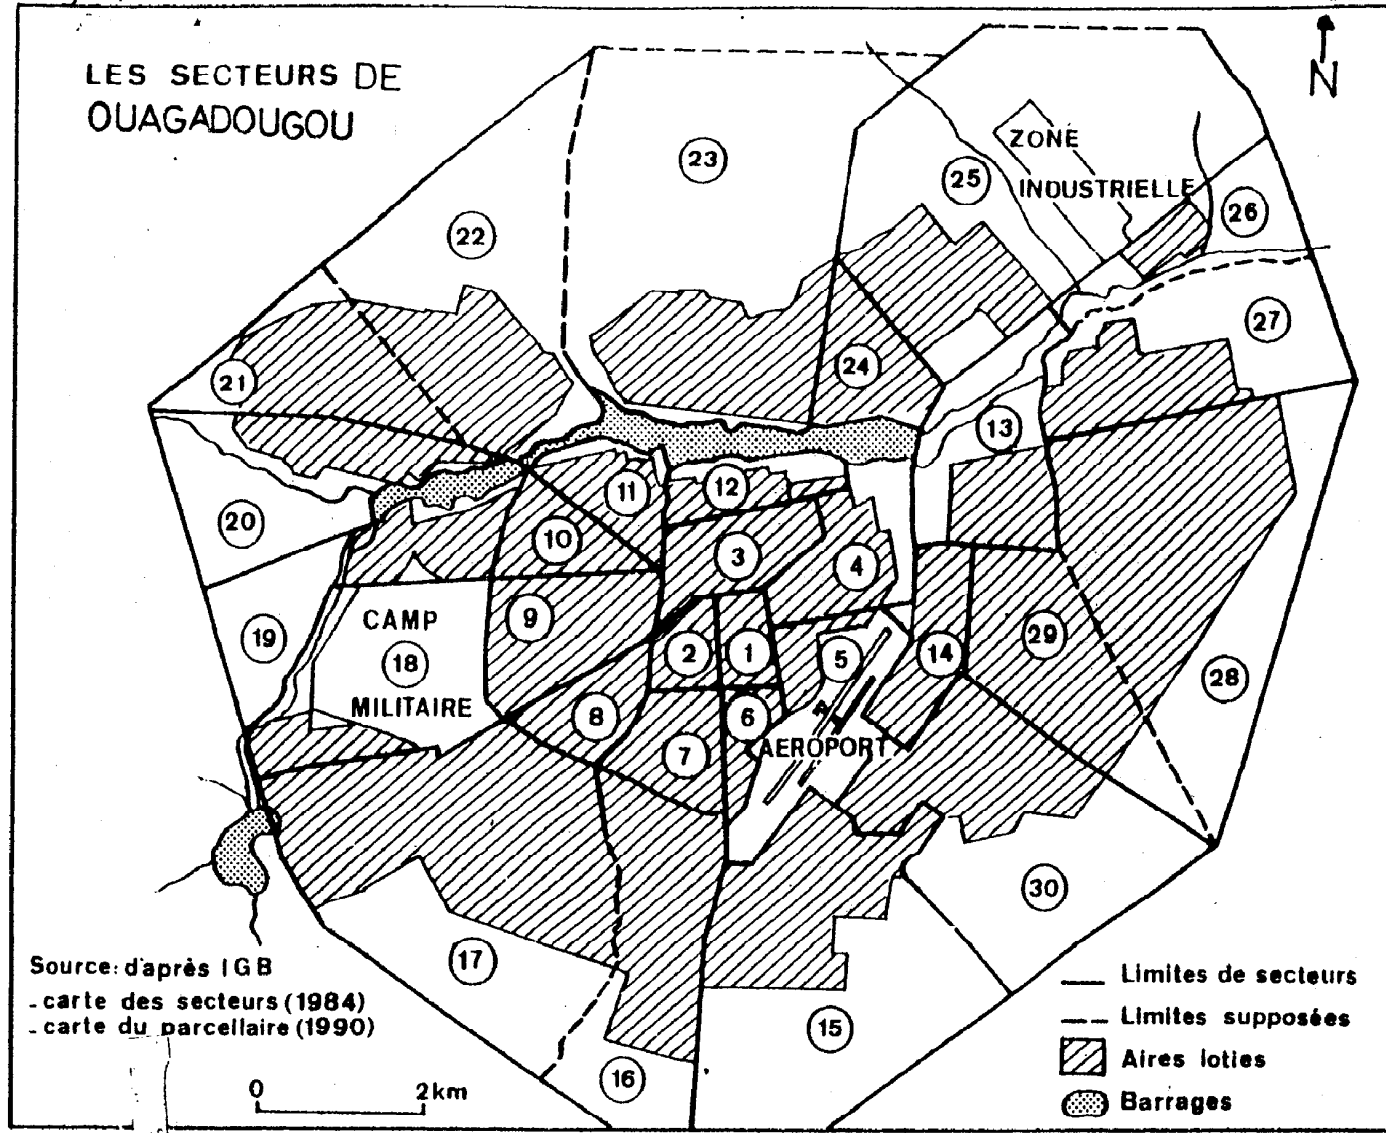 LES SECTEURS DE
OUAGADOUGOU
N
23
ZONE
25
INDUSTRIELLE
26
22
27
24
21
13
11
12
20
10
3
4
CAMP
9
19
18
2
1
5
14
29
28
MILITAIRE
8
6
7
AEROPORT
30
17
Source: d'après IGB
- carte des secteurs (1984)
- carte du parcellaire (1990)
15
16
0 2km
Limites de secteurs
Limites supposées
Aires loties
Barrages